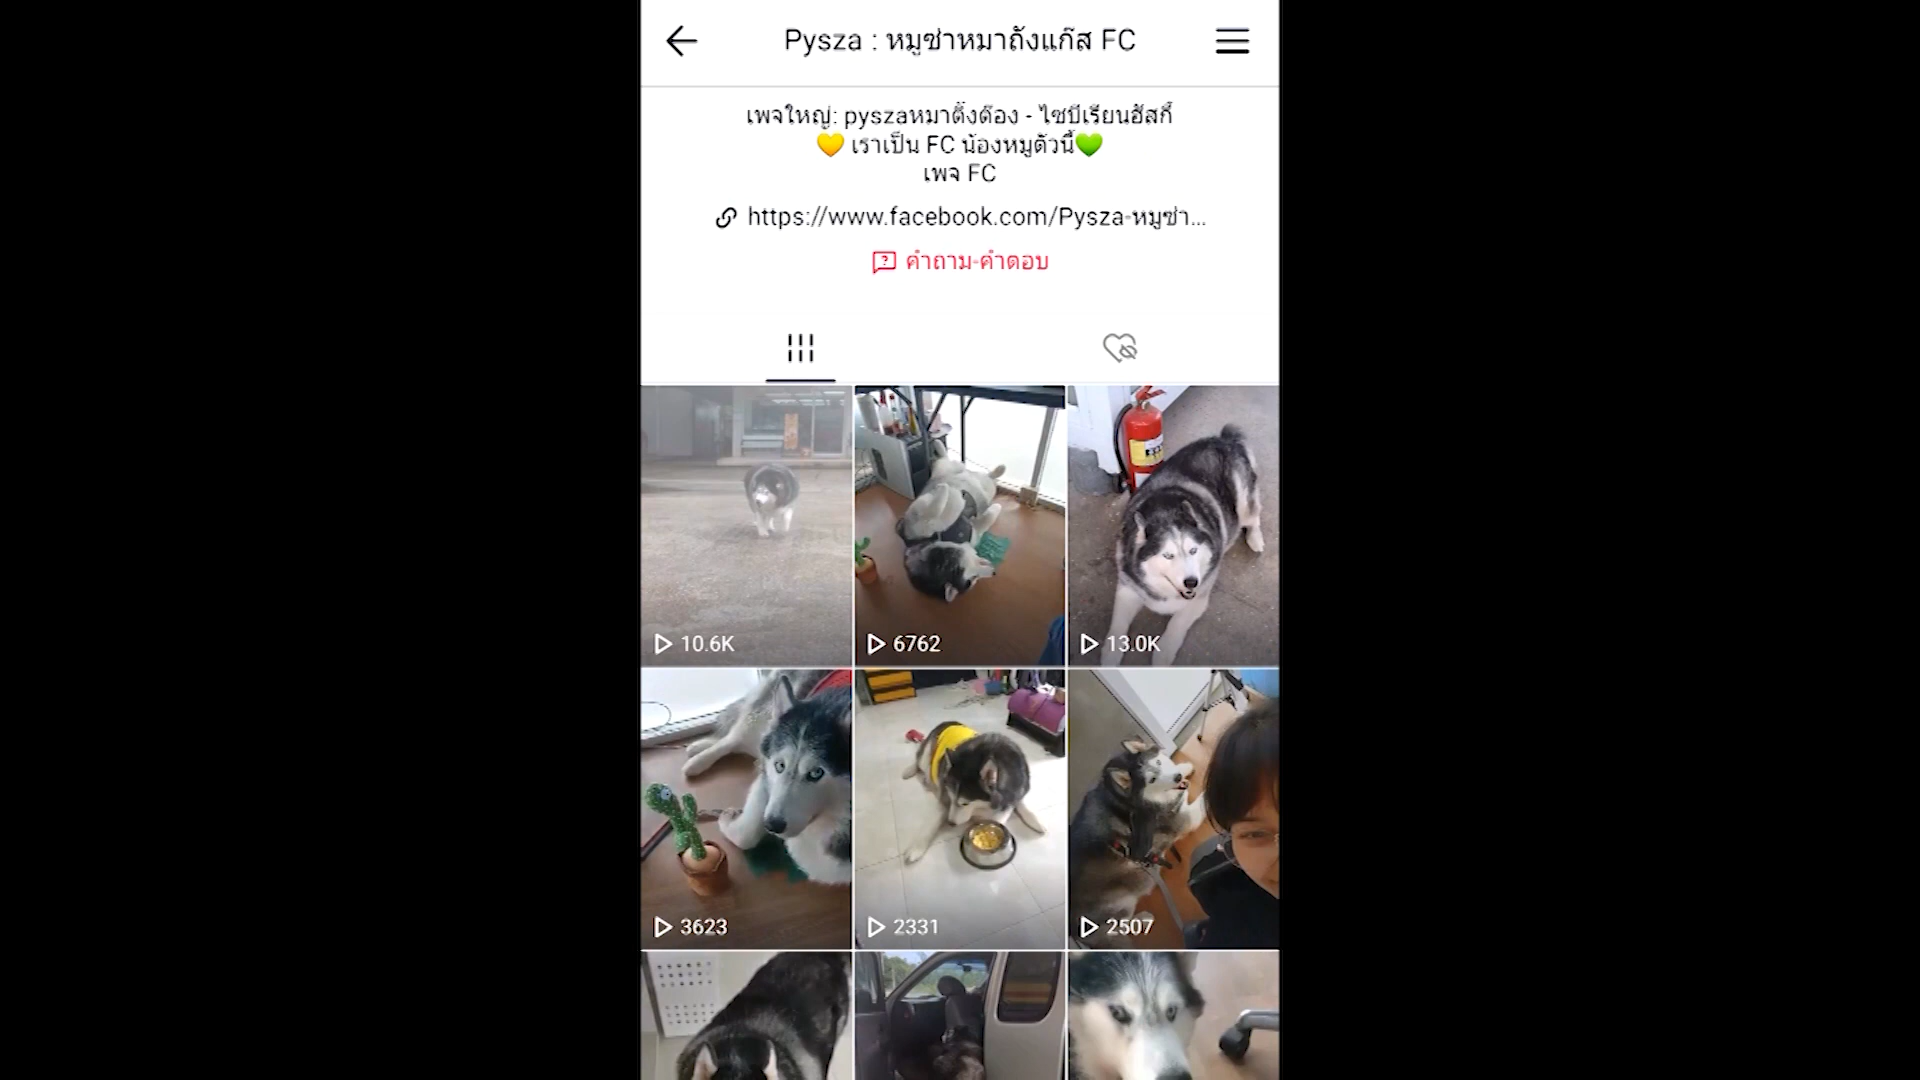 Pysza : หมูซ่าหมาถังแก๊ส FC
เพจใหญ่: pyszaหมาติ๊งต๊อง - ไซบีเรียนฮัสกี้
💛 เราเป็น FC น้องหมูตัวนี้💚
เพจ FC
https://www.facebook.com/Pysza-หมูซ่า...
คำถาม-คำตอบ
10.6K
6762
13.0K
3623
2331
2507